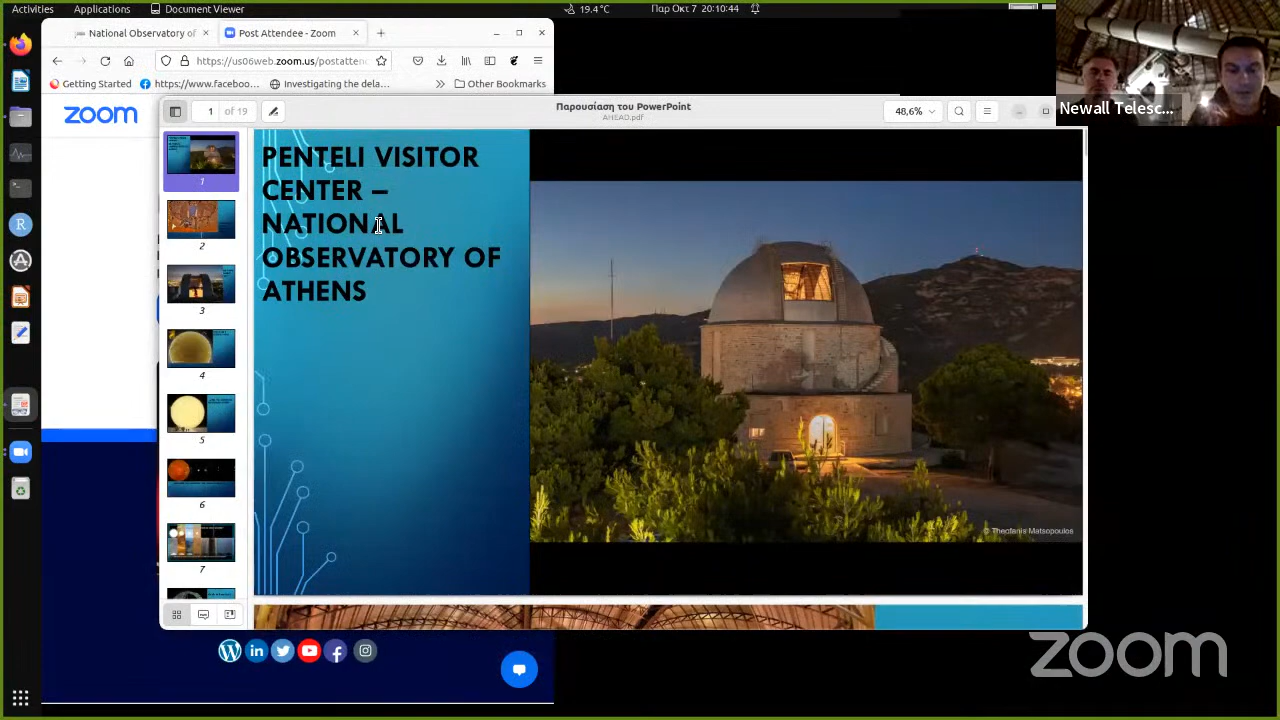 Activities
Applications
Document Viewer
19.4 °C
Παρ Οκτ 7 20:10:44
National Observatory of
Post Attendee - Zoom
https://us06web.zoom.us/postatten
Getting Started
https://www.faceboo...
Investigating the dela...
Other Bookmarks
zoom
1 of 19
Παρουσίαση του PowerPoint
AHEAD.pdf
48,6%
Newall Telesc...
PENTELI VISITOR
CENTER –
NATIONAL
OBSERVATORY OF
ATHENS
1
2
3
4
5
6
7
© Theofanis Matsopoulos
zoom